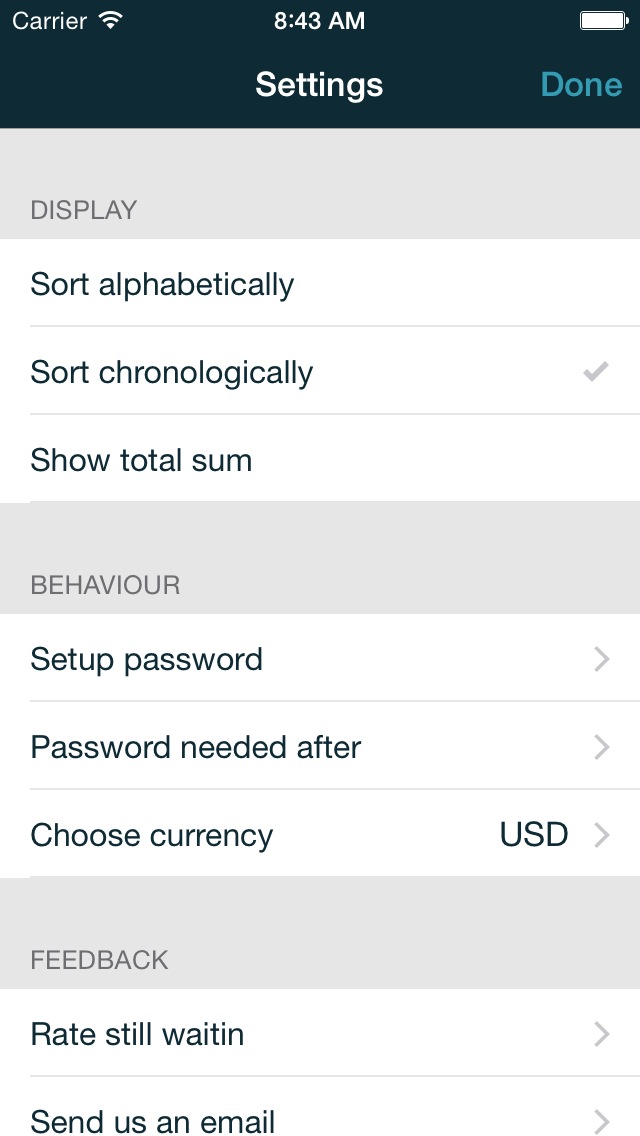 Carrier 8:43 AM
Settings Done
DISPLAY
Sort alphabetically
Sort chronologically
Show total sum
BEHAVIOUR
Setup password
Password needed after
Choose currency USD
FEEDBACK
Rate still waitin
Send us an email